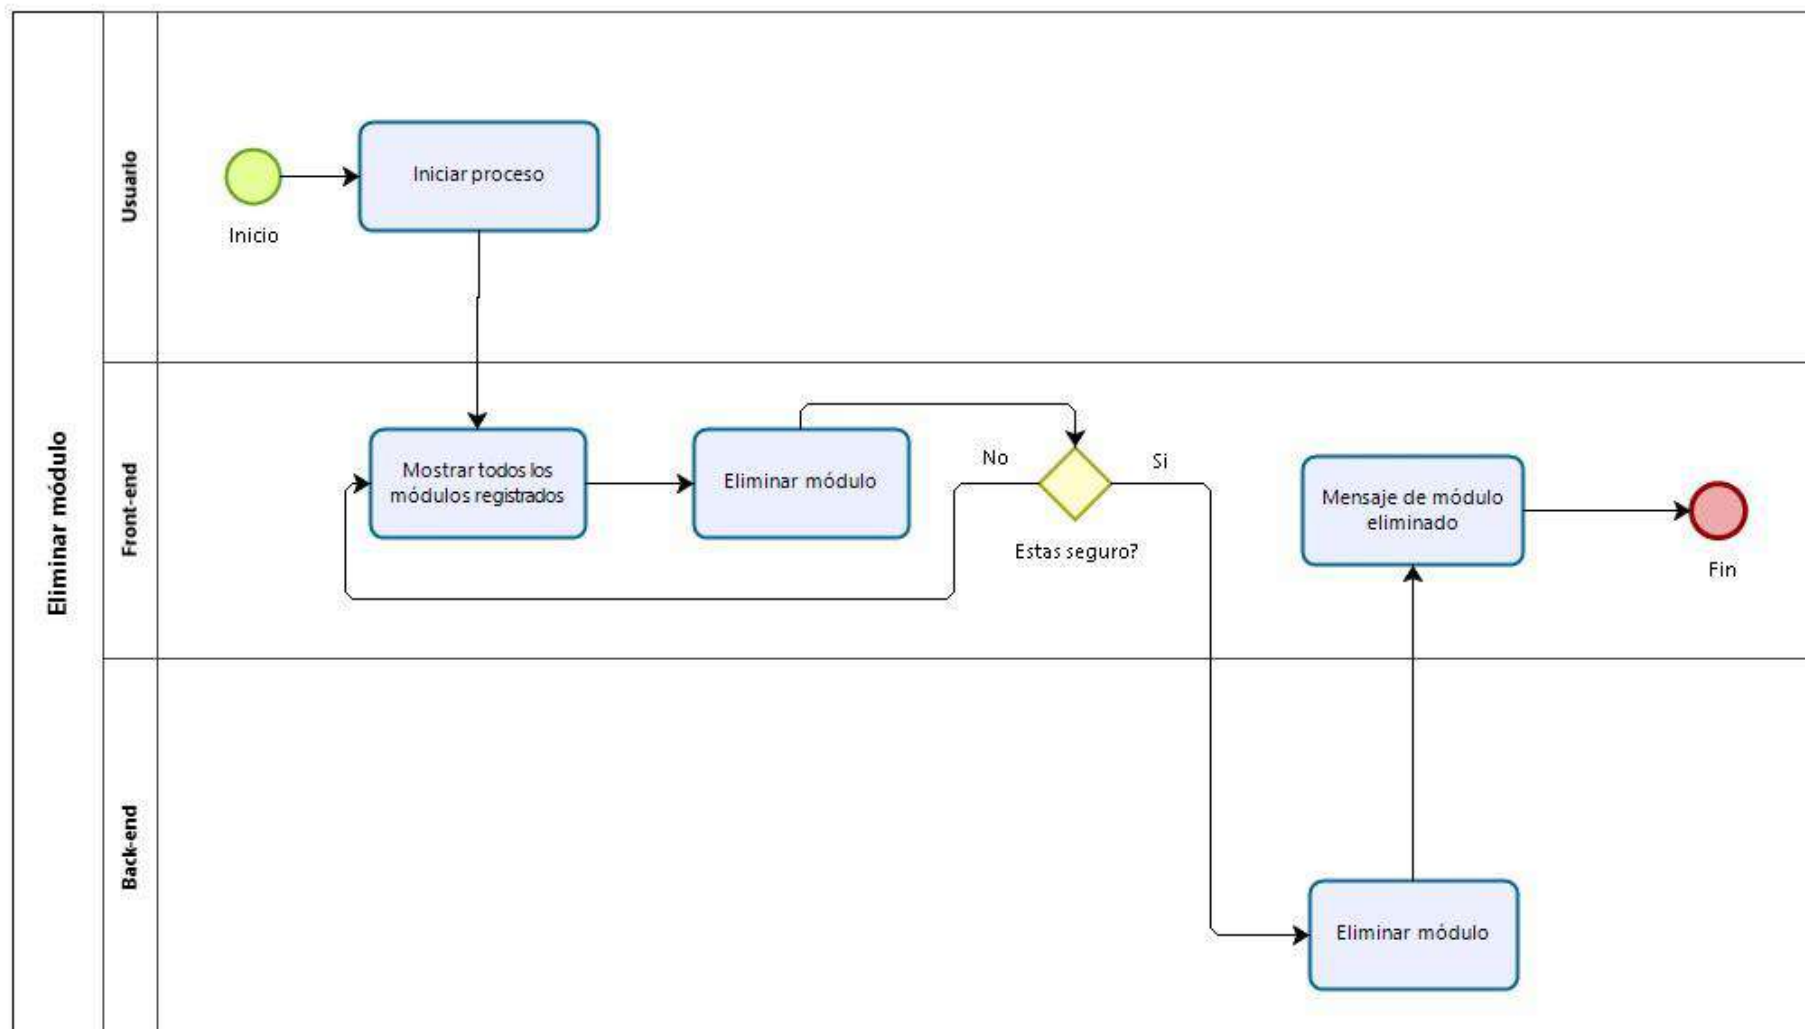 Eliminar módulo
Usuario
Inicio
Iniciar proceso
Front-end
Mostrar todos los
módulos registrados
Eliminar módulo
No
Si
Estas seguro?
Mensaje de módulo
eliminado
Fin
Back-end
Eliminar módulo